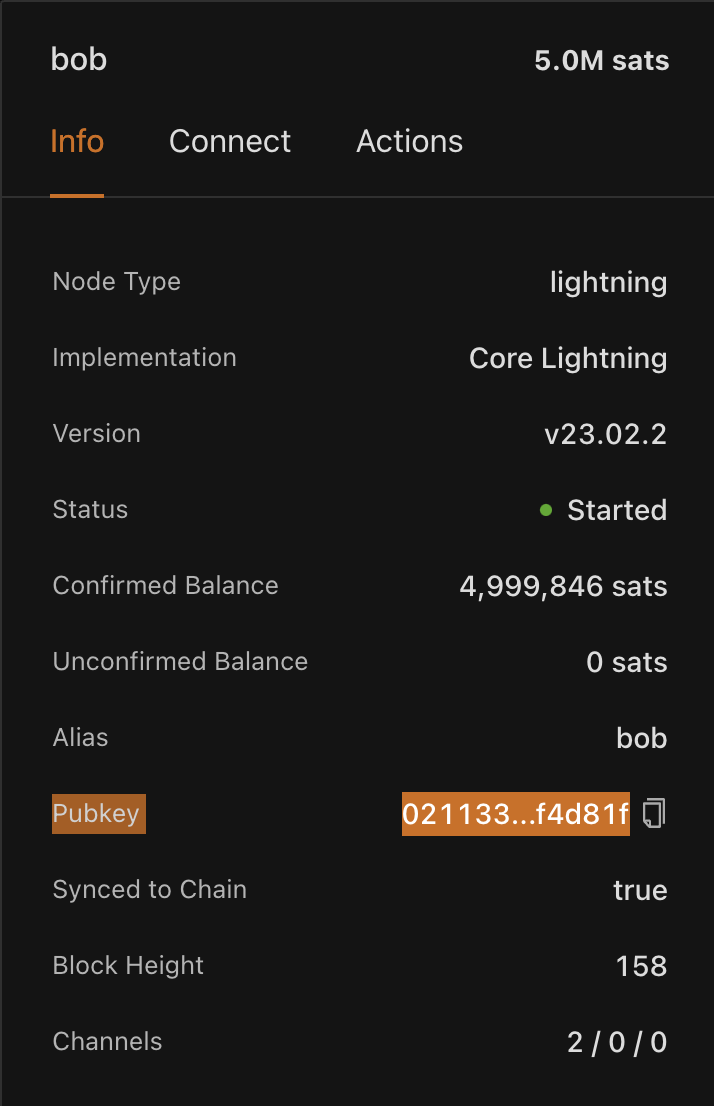 bob 5.0M sats
Info Connect Actions
Node Type lightning
Implementation Core Lightning
Version v23.02.2
Status Started
Confirmed Balance 4,999,846 sats
Unconfirmed Balance 0 sats
Alias bob
Pubkey 021133...f4d81f
Synced to Chain true
Block Height 158
Channels 2 / 0 / 0